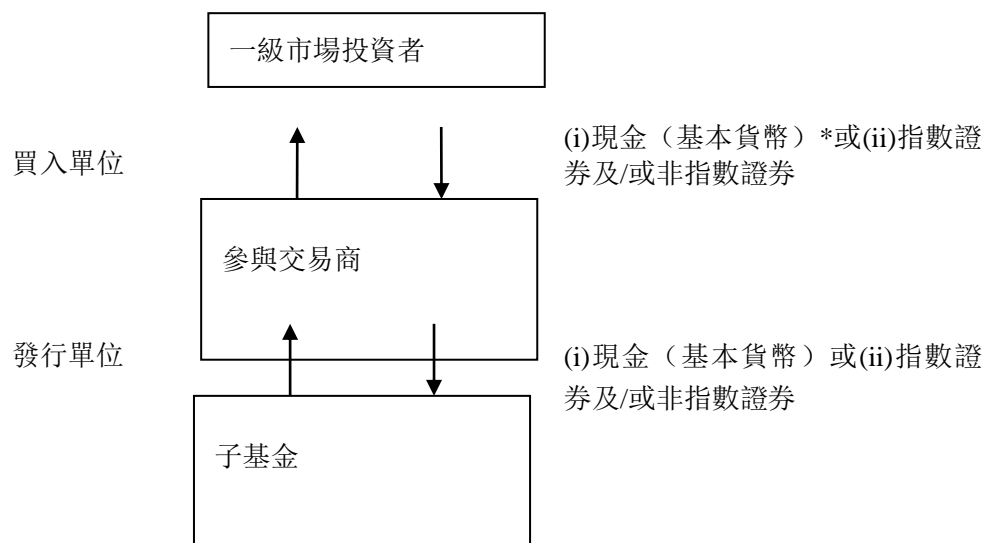 一級市場投資者
買入單位
(i)現金（基本貨幣）*或(ii)指數證
券及/或非指數證券
參與交易商
發行單位
(i)現金（基本貨幣）或(ii)指數證
券及/或非指數證券
子基金